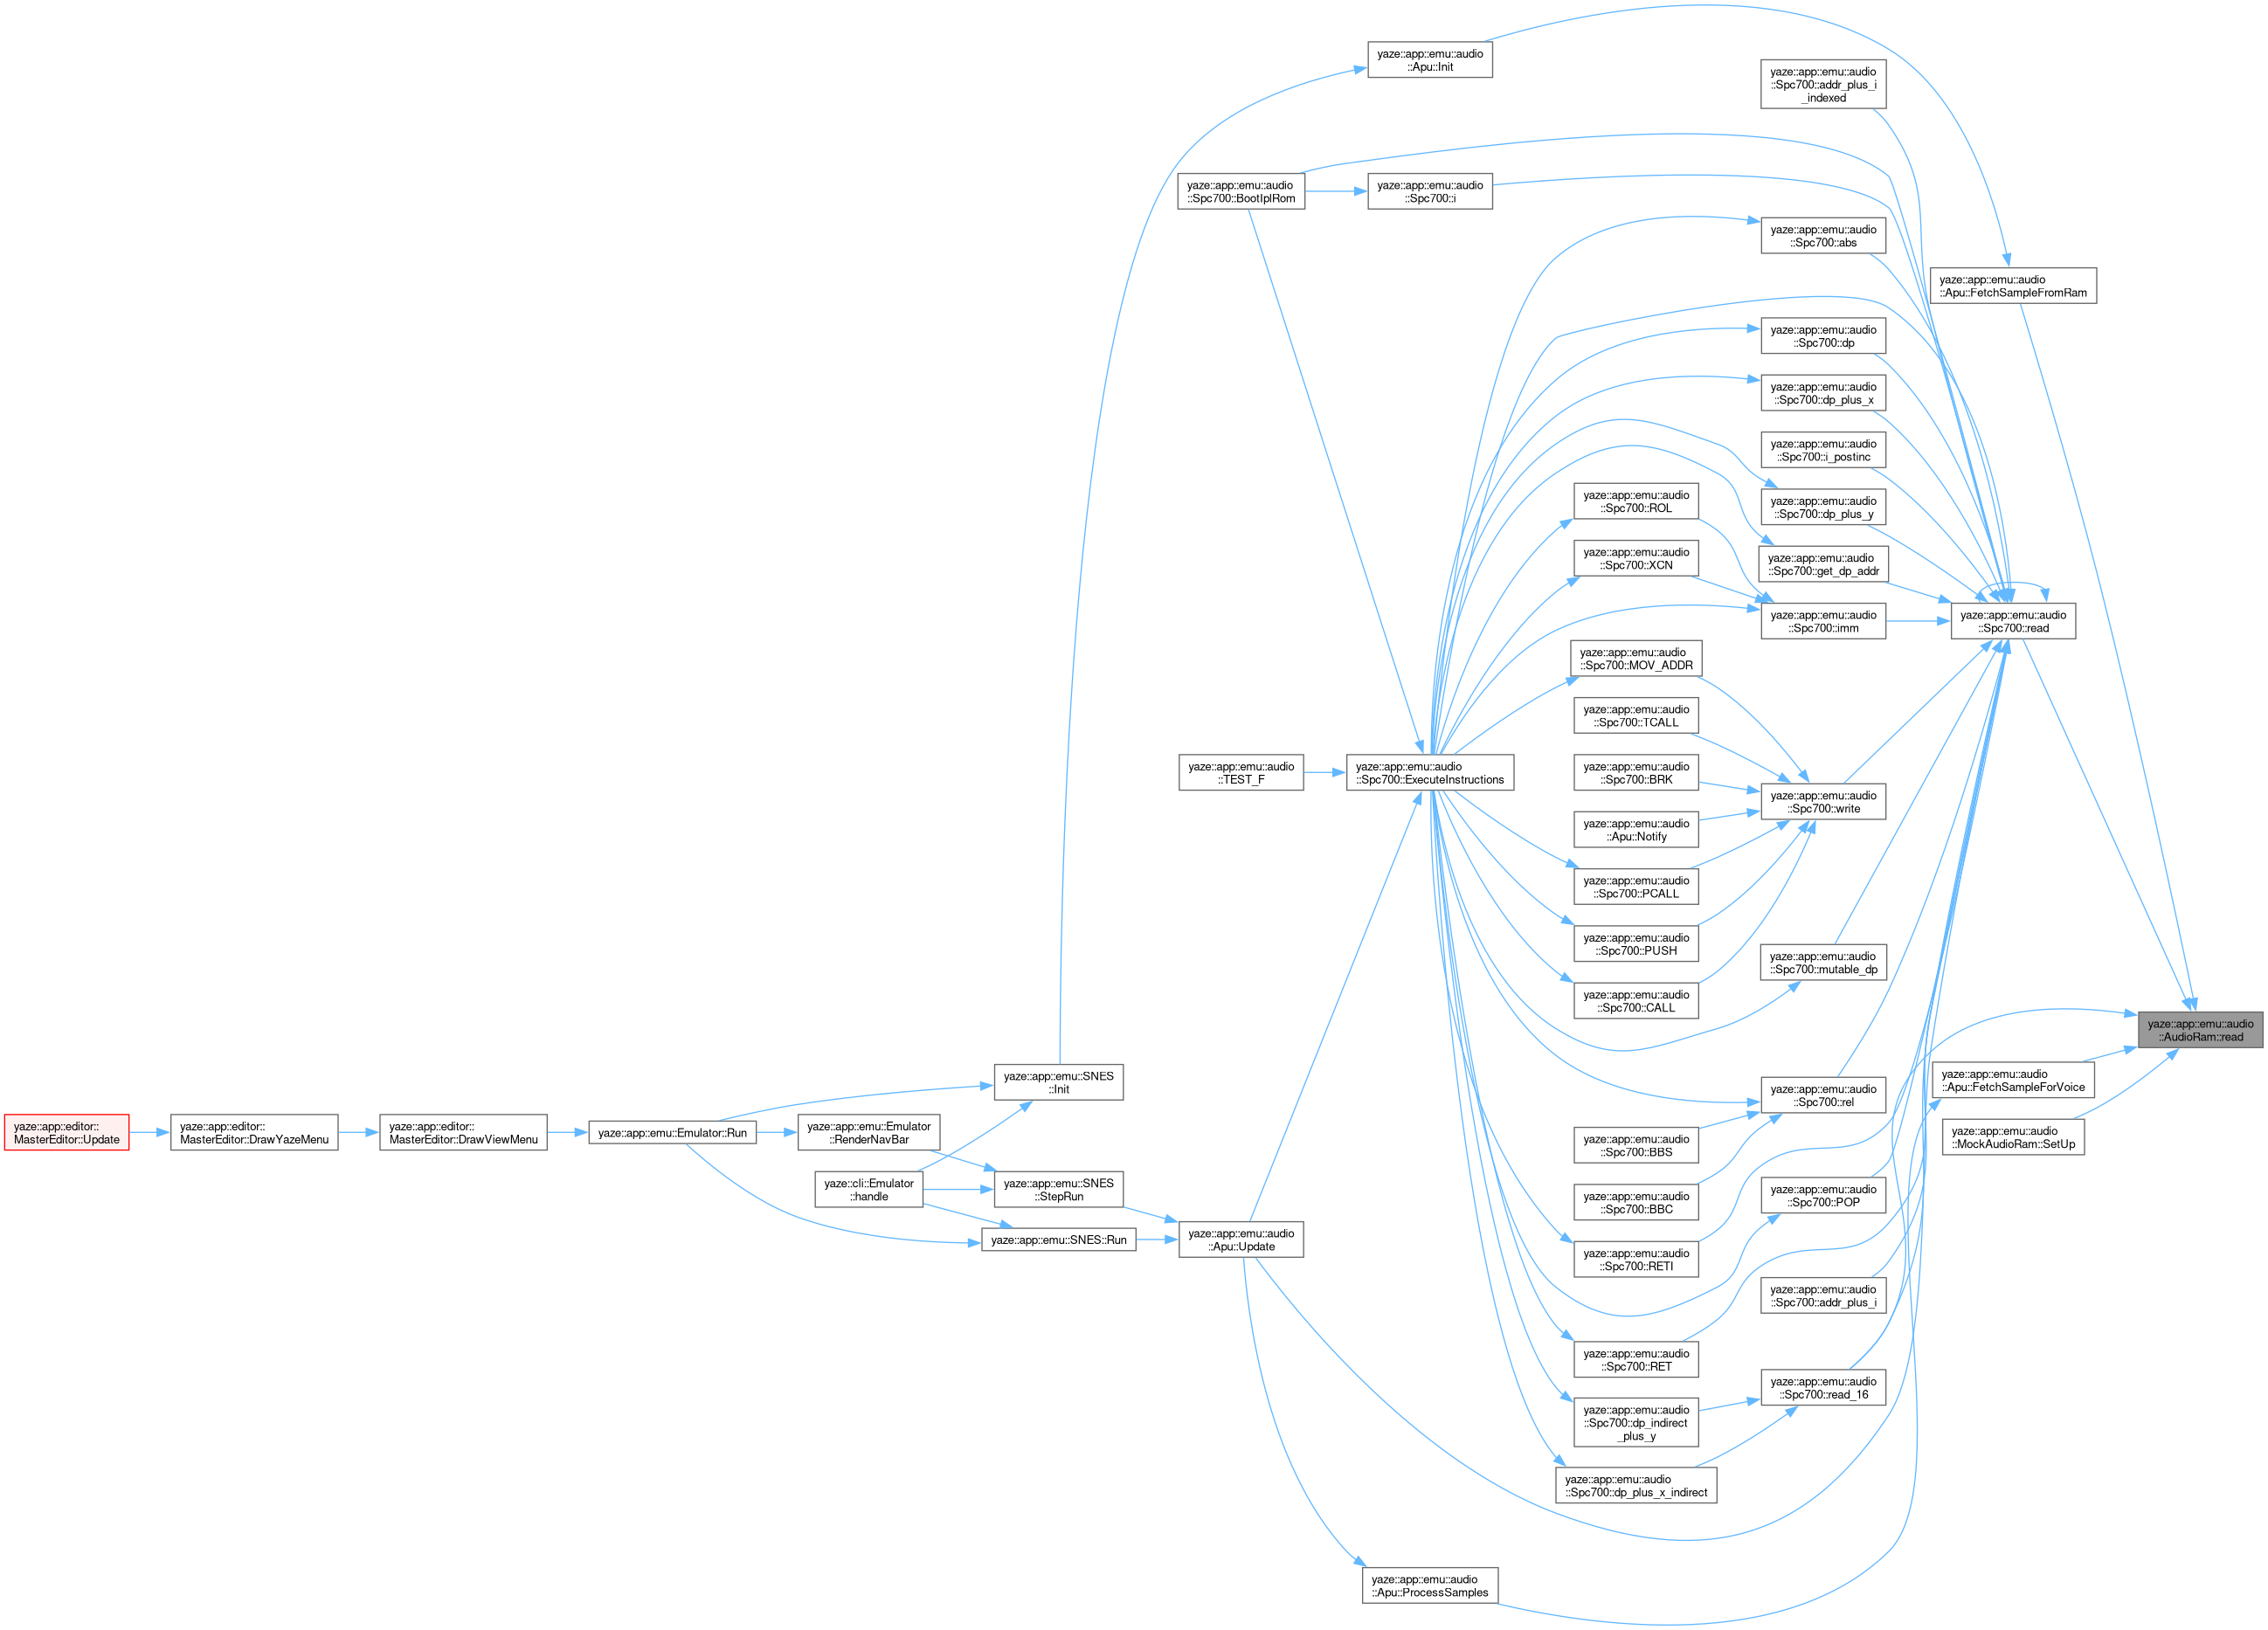 yaze::app::editor::
MasterEditor::Update
yaze::app::editor:
MasterEditor::DrawYazeMenu
yaze::app::editor::
MasterEditor::DrawViewMenu
yaze::app::emu::Emulator::Run
yaze::app::emu::Emulator
::RenderNavBar
yaze::cli::Emulator
::handle
yaze::app::emu::SNES
::Init
yaze::app::emu::SNES
::StepRun
yaze::app::emu::SNES::Run
yaze::app::emu::audio
::Spc700::BootIplRom
yaze::app::emu::audio
::TEST_F
yaze::app::emu::audio
::Apu::Update
yaze::app::emu::audio
::Apu::Init
yaze::app::emu::audio
::Spc700::i
yaze::app::emu::audio
::Spc700::ExecuteInstructions
yaze::app::emu::audio
::Apu::ProcessSamples
yaze::app::emu::audio
::Spc700::ROL
yaze::app::emu::audio
::Spc700::XCN
yaze::app::emu::audio
::Spc700::MOV_ADDR
yaze::app::emu::audio
::Spc700::TCALL
yaze::app::emu::audio
::Spc700::BRK
yaze::app::emu::audio
::Apu::Notify
yaze::app::emu::audio
::Spc700::PCALL
yaze::app::emu::audio
::Spc700::PUSH
yaze::app::emu::audio
::Spc700::CALL
yaze::app::emu::audio
::Spc700::BBS
yaze::app::emu::audio
::Spc700::BBC
yaze::app::emu::audio
::Spc700::RETI
yaze::app::emu::audio
::Spc700::RET
yaze::app::emu::audio
::Spc700::dp_indirect
_plus_y
yaze::app::emu::audio
::Spc700::dp_plus_x_indirect
yaze::app::emu::audio
::Spc700::addr_plus_i
_indexed
yaze::app::emu::audio
::Spc700::abs
yaze::app::emu::audio
::Spc700::dp
yaze::app::emu::audio
::Spc700::dp_plus_x
yaze::app::emu::audio
::Spc700::i_postinc
yaze::app::emu::audio
::Spc700::dp_plus_y
yaze::app::emu::audio
::Spc700::get_dp_addr
yaze::app::emu::audio
::Spc700::imm
yaze::app::emu::audio
::Spc700::write
yaze::app::emu::audio
::Spc700::mutable_dp
yaze::app::emu::audio
::Spc700::rel
yaze::app::emu::audio
::Spc700::POP
yaze::app::emu::audio
::Spc700::addr_plus_i
yaze::app::emu::audio
::Spc700::read_16
yaze::app::emu::audio
::Apu::FetchSampleFromRam
yaze::app::emu::audio
::Spc700::read
yaze::app::emu::audio
::Apu::FetchSampleForVoice
yaze::app::emu::audio
::MockAudioRam::SetUp
yaze::app::emu::audio
::AudioRam::read